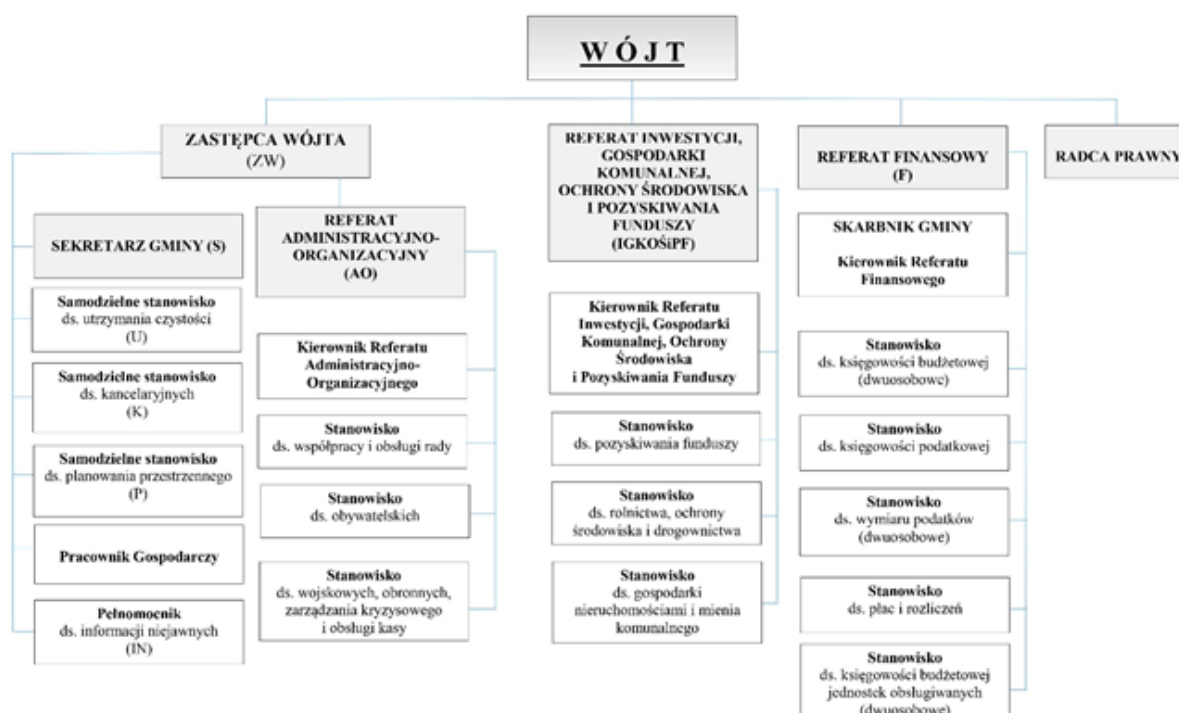 WÓJT
ZASTĘPCA WÓJTA
(ZW)
SEKRETARZ GMINY (S)
Samodzielne stanowisko
ds. utrzymania czystości
(U)
Samodzielne stanowisko
ds. kancelaryjnych
(K)
Samodzielne stanowisko
ds. planowania przestrzennego
(P)
Pracownik Gospodarczy
Pełnomocnik
ds. informacji niejawnych
(IN)
REFERAT
ADMINISTRACYJNO-
ORGANIZACYJNY
(AO)
Kierownik Referatu
Administracyjno-
Organizacyjnego
Stanowisko
ds. współpracy i obsługi rady
Stanowisko
ds. obywatelskich
Stanowisko
ds. wojskowych, obronnych,
zarządzania kryzysowego
i obsługi kasy
REFERAT INWESTYCJI,
GOSPODARKI
KOMUNALNEJ,
OCHRONY ŚRODOWISKA
I POZYSKIWANIA
FUNDUSZY
(IGKOŚiPF)
Kierownik Referatu
Inwestycji, Gospodarki
Komunalnej, Ochrony
Środowiska
i Pozyskiwania Funduszy
Stanowisko
ds. pozyskiwania funduszy
Stanowisko
ds. rolnictwa, ochrony
środowiska i drogownictwa
Stanowisko
ds. gospodarki
nieruchomościami i mienia
komunalnego
REFERAT FINANSOWY
(F)
SKARBNIK GMINY
Kierownik Referatu
Finansowego
Stanowisko
ds. księgowości budżetowej
(dwuosobowe)
Stanowisko
ds. księgowości podatkowej
Stanowisko
ds. wymiaru podatków
(dwuosobowe)
Stanowisko
ds. płac i rozliczeń
Stanowisko
ds. księgowości budżetowej
jednostek obsługiwanych
(dwuosobowe)
RADCA PRAWNY